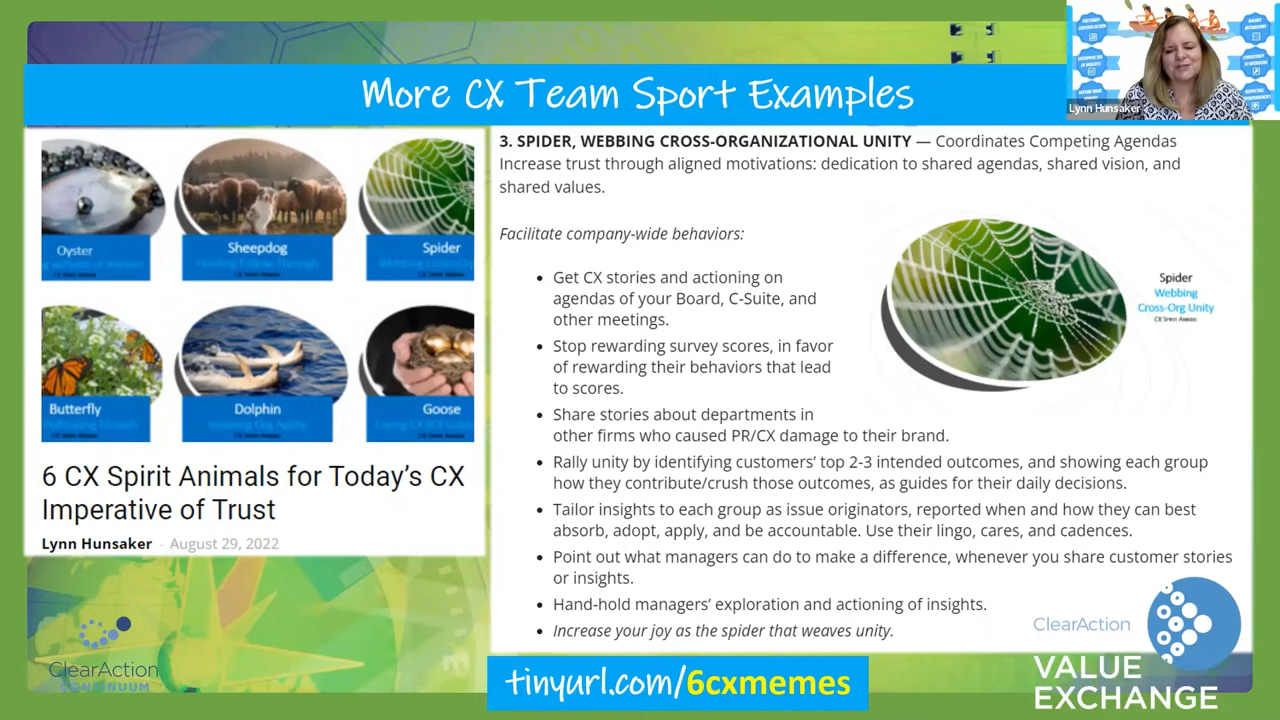 More CX Team Sport Examples
Lynn Hunsaker
Oyster
Sheepdog
Spider
Butterfly
Dolphin
Goose
6 CX Spirit Animals for Today's CX
Imperative of Trust
Lynn Hunsaker - August 29, 2022
3. SPIDER, WEBBING CROSS-ORGANIZATIONAL UNITY — Coordinates Competing Agendas
Increase trust through aligned motivations: dedication to shared agendas, shared vision, and
shared values.
Facilitate company-wide behaviors:
• Get CX stories and actioning on
agendas of your Board, C-Suite, and
other meetings.
• Stop rewarding survey scores, in favor
of rewarding their behaviors that lead
to scores.
• Share stories about departments in
other firms who caused PR/CX damage to their brand.
• Rally unity by identifying customers' top 2-3 intended outcomes, and showing each group
how they contribute/crush those outcomes, as guides for their daily decisions.
• Tailor insights to each group as issue originators, reported when and how they can best
absorb, adopt, apply, and be accountable. Use their lingo, cares, and cadences.
• Point out what managers can do to make a difference, whenever you share customer stories
or insights.
• Hand-hold managers' exploration and actioning of insights.
• Increase your joy as the spider that weaves unity.
Spider
Webbing
Cross-Org Unity
CX Spirit Animal
ClearAction
CONTINUUM
tinyurl.com/6cxmemes
ClearAction
VALUE
EXCHANGE